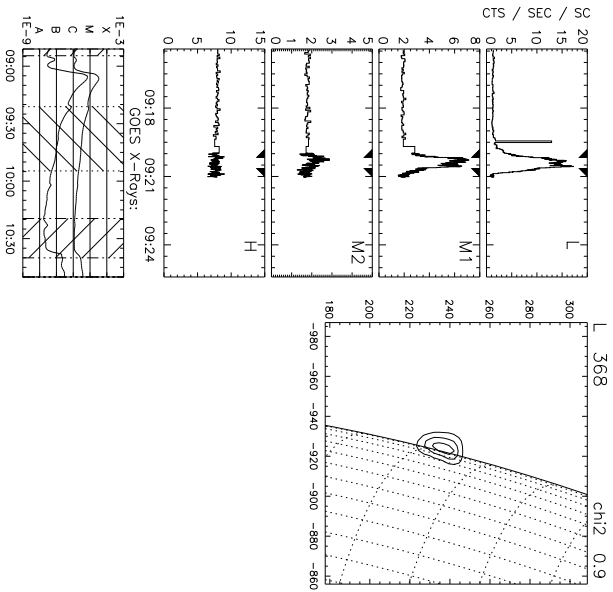 CTS / SEC / SC
0 5 10 15 20
L
0 2 4 6 8
M1
0 1 2 3 4 5
M2
0 5 10 15
H
09:18 09:21 09:24
GOES X-Rays:
1E-3
X
M
C
B
A
1E-9
09:00 09:30 10:00 10:30
L 368 chi2 0.9
300
280
260
240
220
200
180
-980 -960 -940 -920 -900 -880 -860